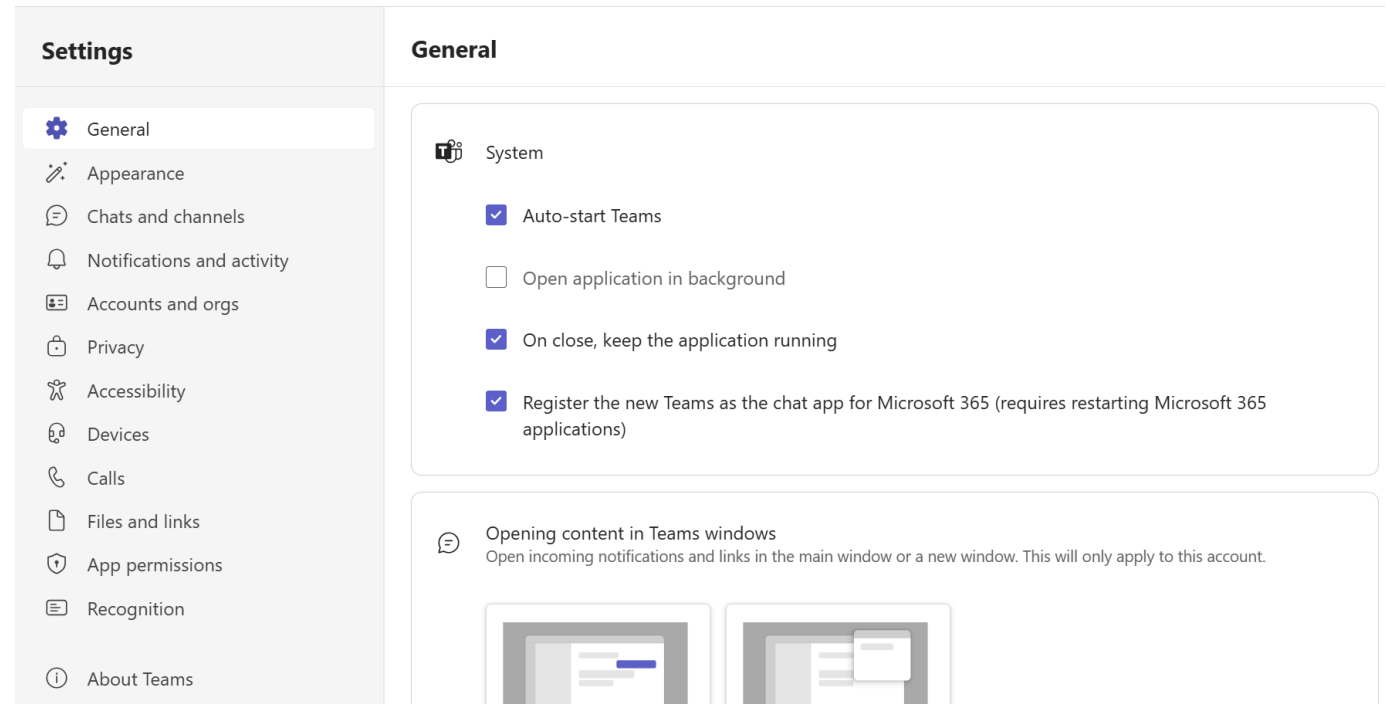 Settings
General
Appearance
Chats and channels
Notifications and activity
Accounts and orgs
Privacy
Accessibility
Devices
Calls
Files and links
App permissions
Recognition
About Teams
General
System
Auto-start Teams
Open application in background
On close, keep the application running
Register the new Teams as the chat app for Microsoft 365 (requires restarting Microsoft 365
applications)
Opening content in Teams windows
Open incoming notifications and links in the main window or a new window. This will only apply to this account.